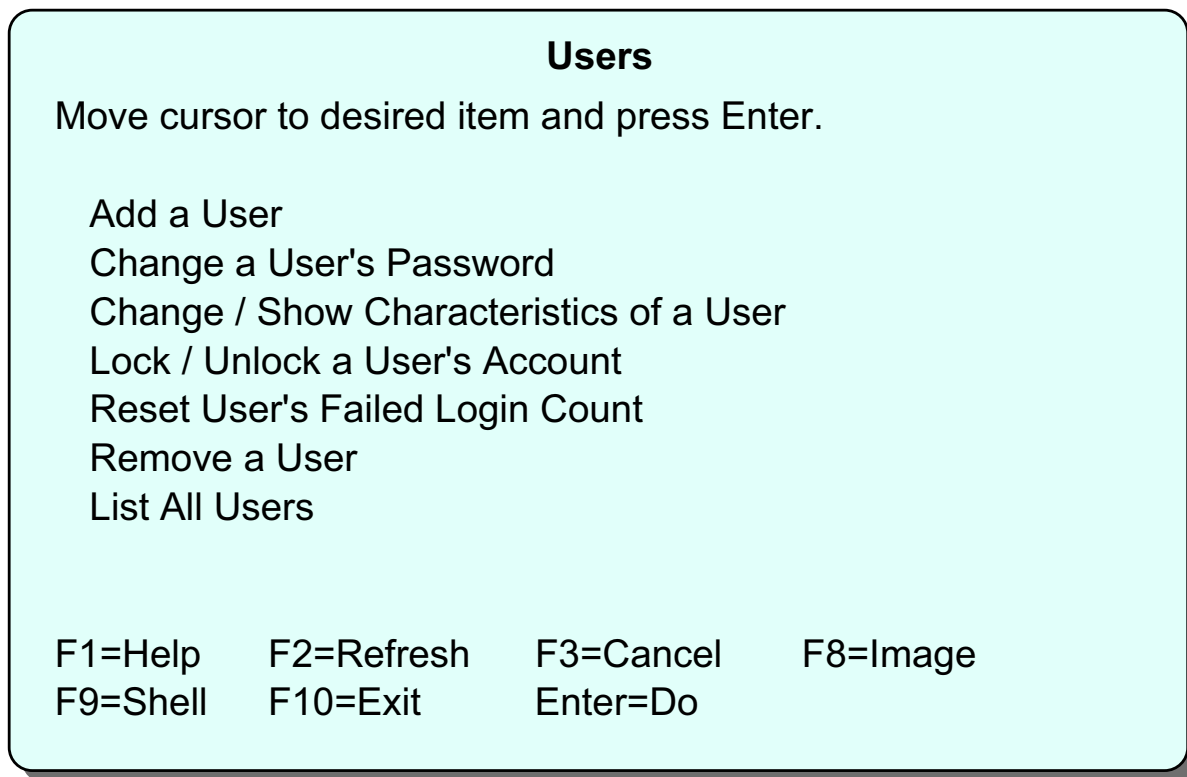 Users
Move cursor to desired item and press Enter.
Add a User
Change a User's Password
Change / Show Characteristics of a User
Lock / Unlock a User's Account
Reset User's Failed Login Count
Remove a User
List All Users
F1=Help F2=Refresh F3=Cancel F8=Image
F9=Shell F10=Exit Enter=Do